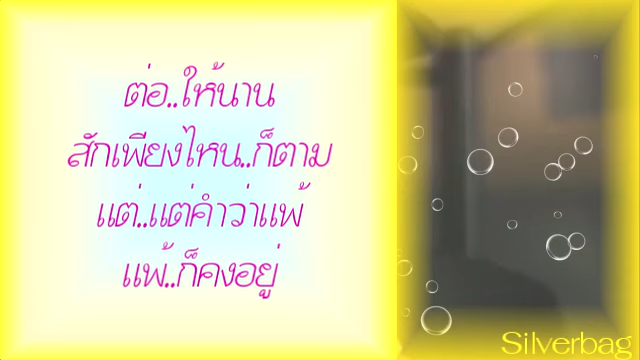 ต่อ..ให้นาน
สักเพียงไหน..ก็ตาม
แต่..แต่คำว่าแพ้
แพ้..ก็คงอยู่
Silverbag